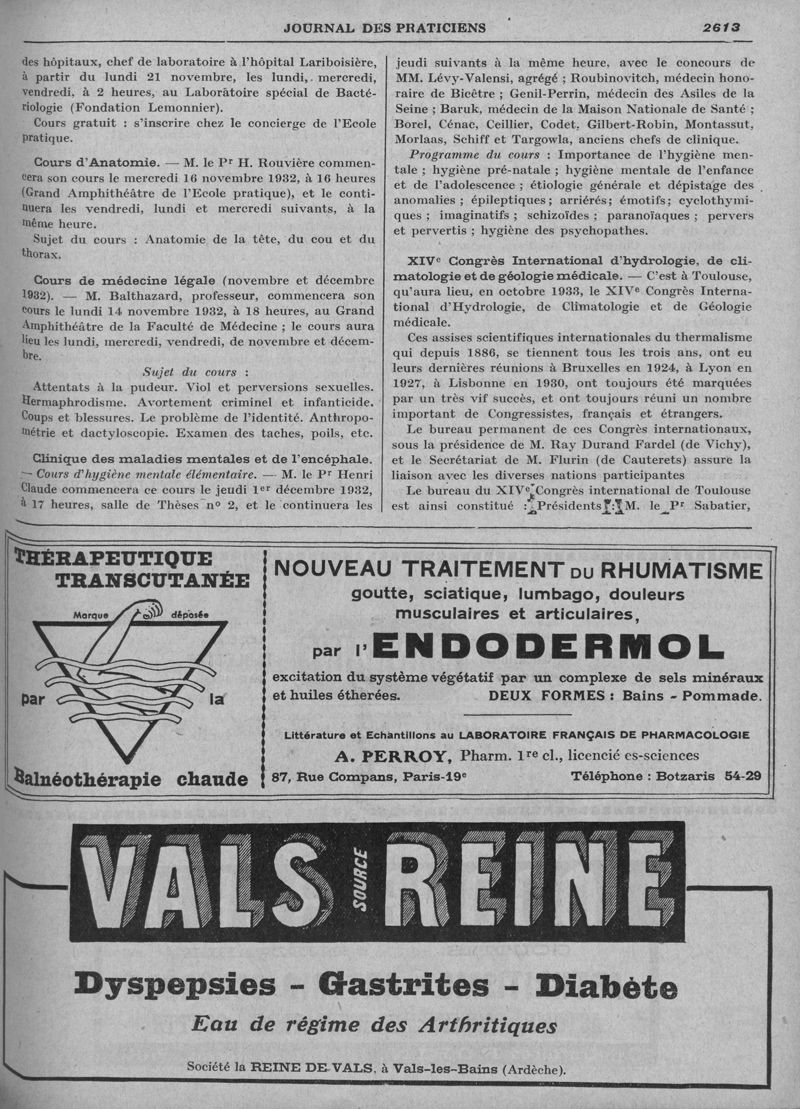 JOURNAL DES PRATICIENS
2613
des hôpitaux, chef de laboratoire à l'hôpital Lariboisière,
à partir du lundi 21 novembre, les lundi, mercredi,
vendredi, à 2 heures, au Laboratoire spécial de Bacté-
riologie (Fondation Lemonnier).
Cours gratuit : s'inscrire chez le concierge de l'Ecole
pratique.
Cours d'Anatomie. — M. le Pr H. Rouvière commen-
cera son cours le mercredi 16 novembre 1932, à 16 heures
(Grand Amphithéâtre de l'Ecole pratique), et le conti-
nuera les vendredi, lundi et mercredi suivants, à la
même heure.
Sujet du cours : Anatomie de la tête, du cou et du
thorax.
Cours de médecine légale (novembre et décembre
1932). — M. Balthazard, professeur, commencera son
cours le lundi 14 novembre 1932, à 18 heures, au Grand
Amphithéâtre de la Faculté de Médecine ; le cours aura
lieu les lundi, mercredi, vendredi, de novembre et décem-
bre.
Sujet du cours :
Attentats à la pudeur. Viol et perversions sexuelles.
Hermaphrodisme. Avortement criminel et infanticide.
Coups et blessures. Le problème de l'identité. Anthropo-
métrie et dactyloscopie. Examen des taches, poils, etc.
Clinique des maladies mentales et de l'encéphale.
— Cours d'hygiène mentale élémentaire. — M. le Pr Henri
Claude commencera ce cours le jeudi 1er décembre 1932,
à 17 heures, salle de Thèses no 2, et le continuera les
jeudi suivants à la même heure, avec le concours de
MM. Lévy-Valensi, agrégé ; Roubinovitch, médecin hono-
raire de Bicêtre ; Genil-Perrin, médecin des Asiles de la
Seine ; Baruk, médecin de la Maison Nationale de Santé ;
Borel, Cénac, Ceillier, Codet, Gilbert-Robin, Montassut,
Morlaas, Schiff et Targowla, anciens chefs de clinique.
Programme du cours : Importance de l'hygiène men-
tale ; hygiène pré-natale ; hygiène mentale de l'enfance
et de l'adolescence ; étiologie générale et dépistage des
anomalies ; épileptiques ; arriérés ; émotifs ; cyclothymi-
ques ; imaginatifs ; schizoïdes ; paranoïaques ; pervers
et pervertis ; hygiène des psychopathes.
XIVe Congrès International d'hydrologie, de cli-
matologie et de géologie médicale. — C'est à Toulouse,
qu'aura lieu, en octobre 1933, le XIVe Congrès Interna-
tional d'Hydrologie, de Climatologie et de Géologie
médicale.
Ces assises scientifiques internationales du thermalisme
qui depuis 1886, se tiennent tous les trois ans, ont eu
leurs dernières réunions à Bruxelles en 1924, à Lyon en
1927, à Lisbonne en 1930, ont toujours été marquées
par un très vif succès, et ont toujours réuni un nombre
important de Congressistes, français et étrangers.
Le bureau permanent de ces Congrès internationaux,
sous la présidence de M. Ray Durand Fardel (de Vichy),
et le Secrétariat de M. Flurin (de Cauterets) assure la
liaison avec les diverses nations participantes
Le bureau du XIVe Congrès international de Toulouse
est ainsi constitué : Présidents : M. le Pr Sabatier,
THÉRAPEUTIQUE
TRANSCUTANÉE
Marque déposée
par la
Balnéothérapie chaude
NOUVEAU TRAITEMENT DU RHUMATISME
goutte, sciatique, lumbago, douleurs
musculaires et articulaires,
par l'ENDODERMOL
excitation du système végétatif par un complexe de sels minéraux
et huiles étherées. DEUX FORMES : Bains - Pommade.
Littérature et Echantillons au LABORATOIRE FRANÇAIS DE PHARMACOLOGIE
A. PERROY, Pharm. 1re cl., licencié es-sciences
87, Rue Compans, Paris-19e Téléphone : Botzaris 54-29
VALS SOURCE REINE
Dyspepsies - Gastrites - Diabète
Eau de régime des Arthritiques
Société la REINE DE VALS, à Vals-les-Bains (Ardèche).